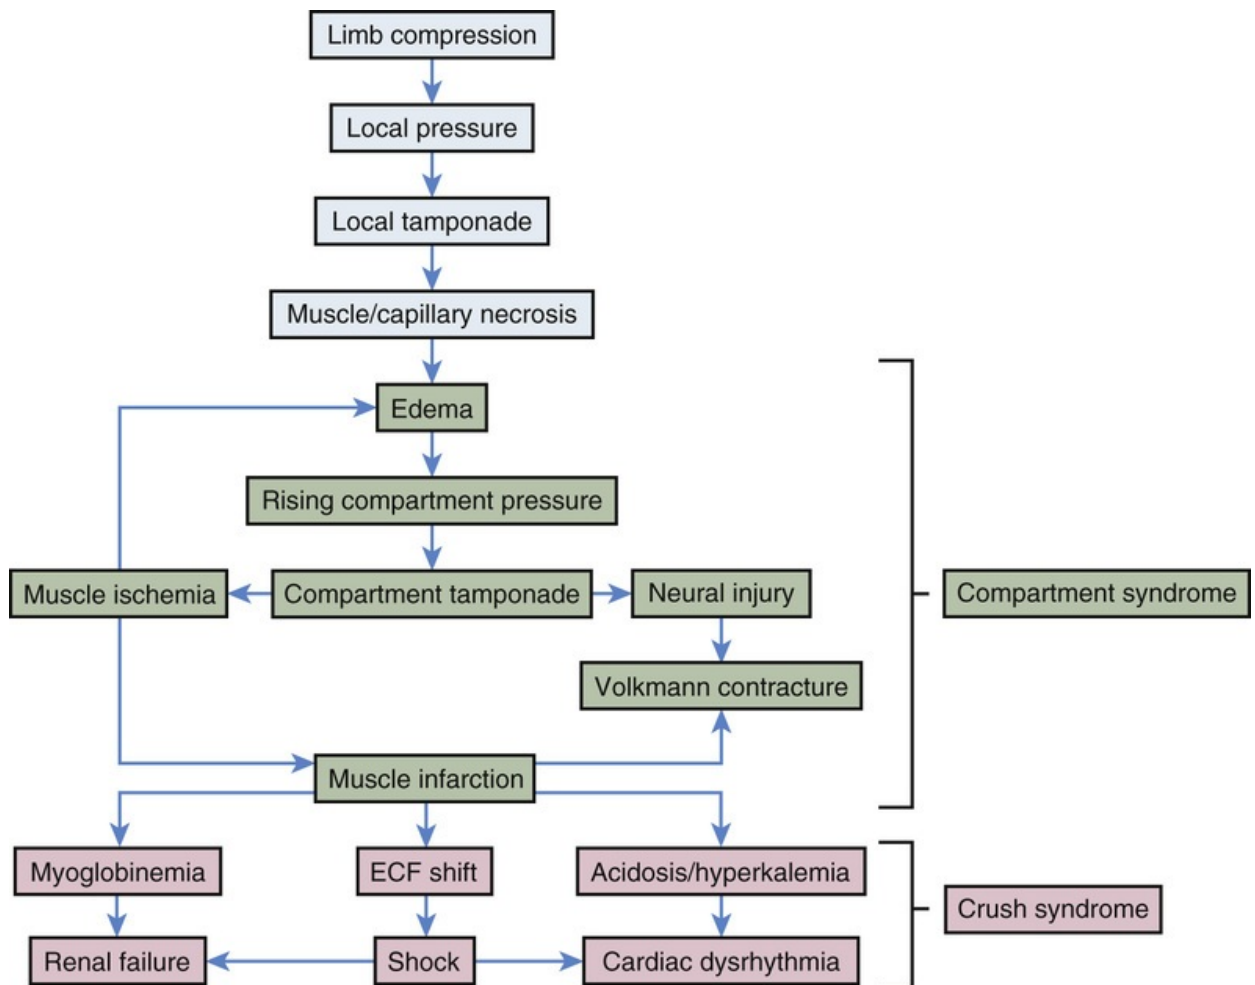 Limb compression
Local pressure
Local tamponade
Muscle/capillary necrosis
Edema
Rising compartment pressure
Muscle ischemia
Compartment tamponade
Neural injury
Compartment syndrome
Volkmann contracture
Muscle infarction
Myoglobinemia
ECF shift
Acidosis/hyperkalemia
Crush syndrome
Renal failure
Shock
Cardiac dysrhythmia